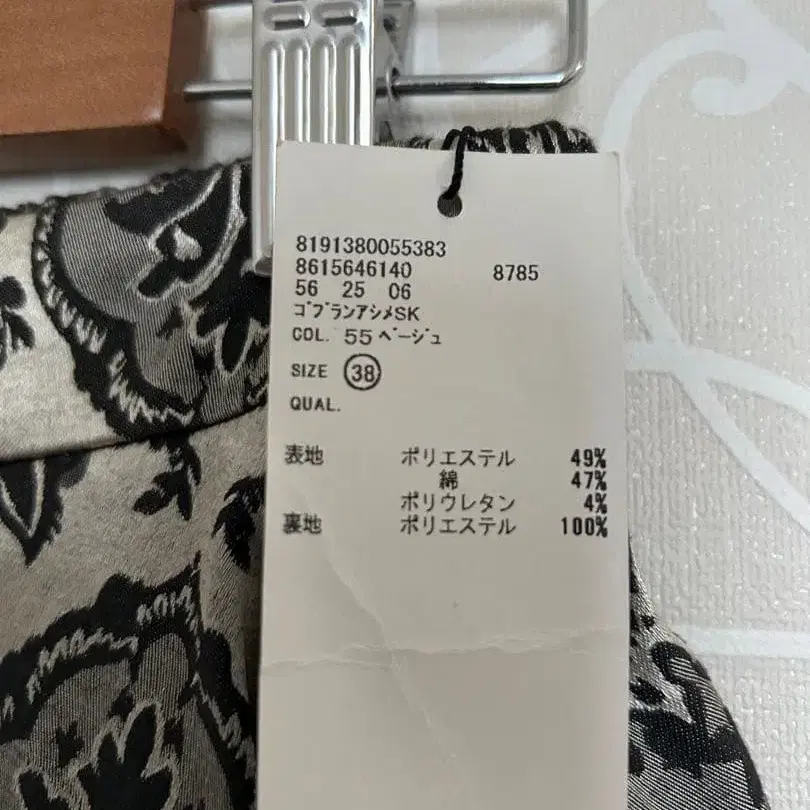 8191380055383
8615646140 8785
56 25 06
ｺﾞﾌﾞﾗﾝｱｼﾒSK
COL. 55 ﾍﾞｰｼﾞｭ
SIZE 38
QUAL.
表地 ポリエステル 49%
綿 47%
ポリウレタン 4%
裏地 ポリエステル 100%